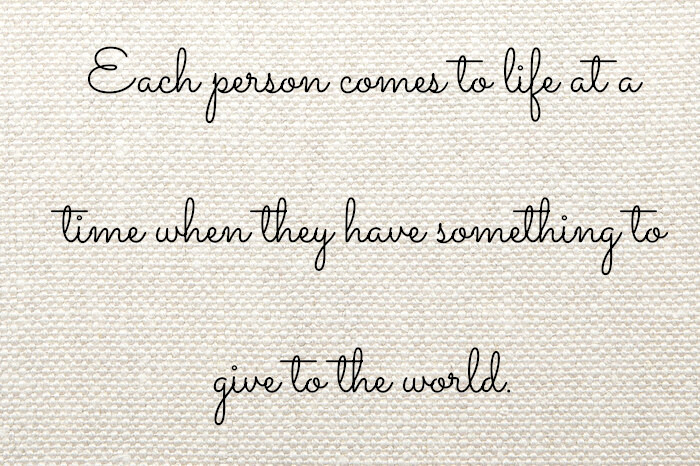 Each person comes to life at a
time when they have something to
give to the world.